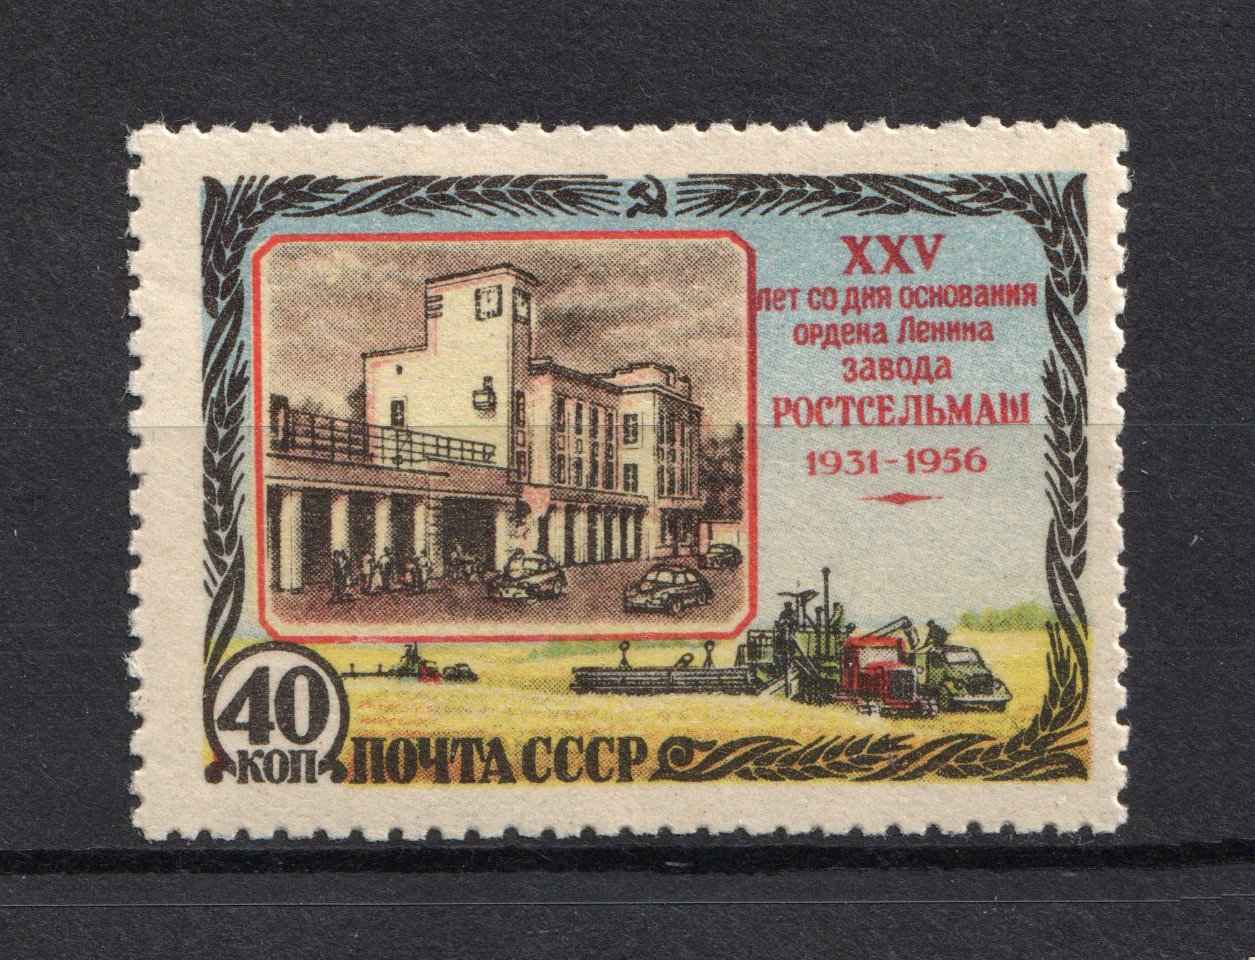 XXV
лет со дня основания
ордена Ленина
завода
РОСТСЕЛЬМАШ
1931-1956
40
КОП
ПОЧТА СССР